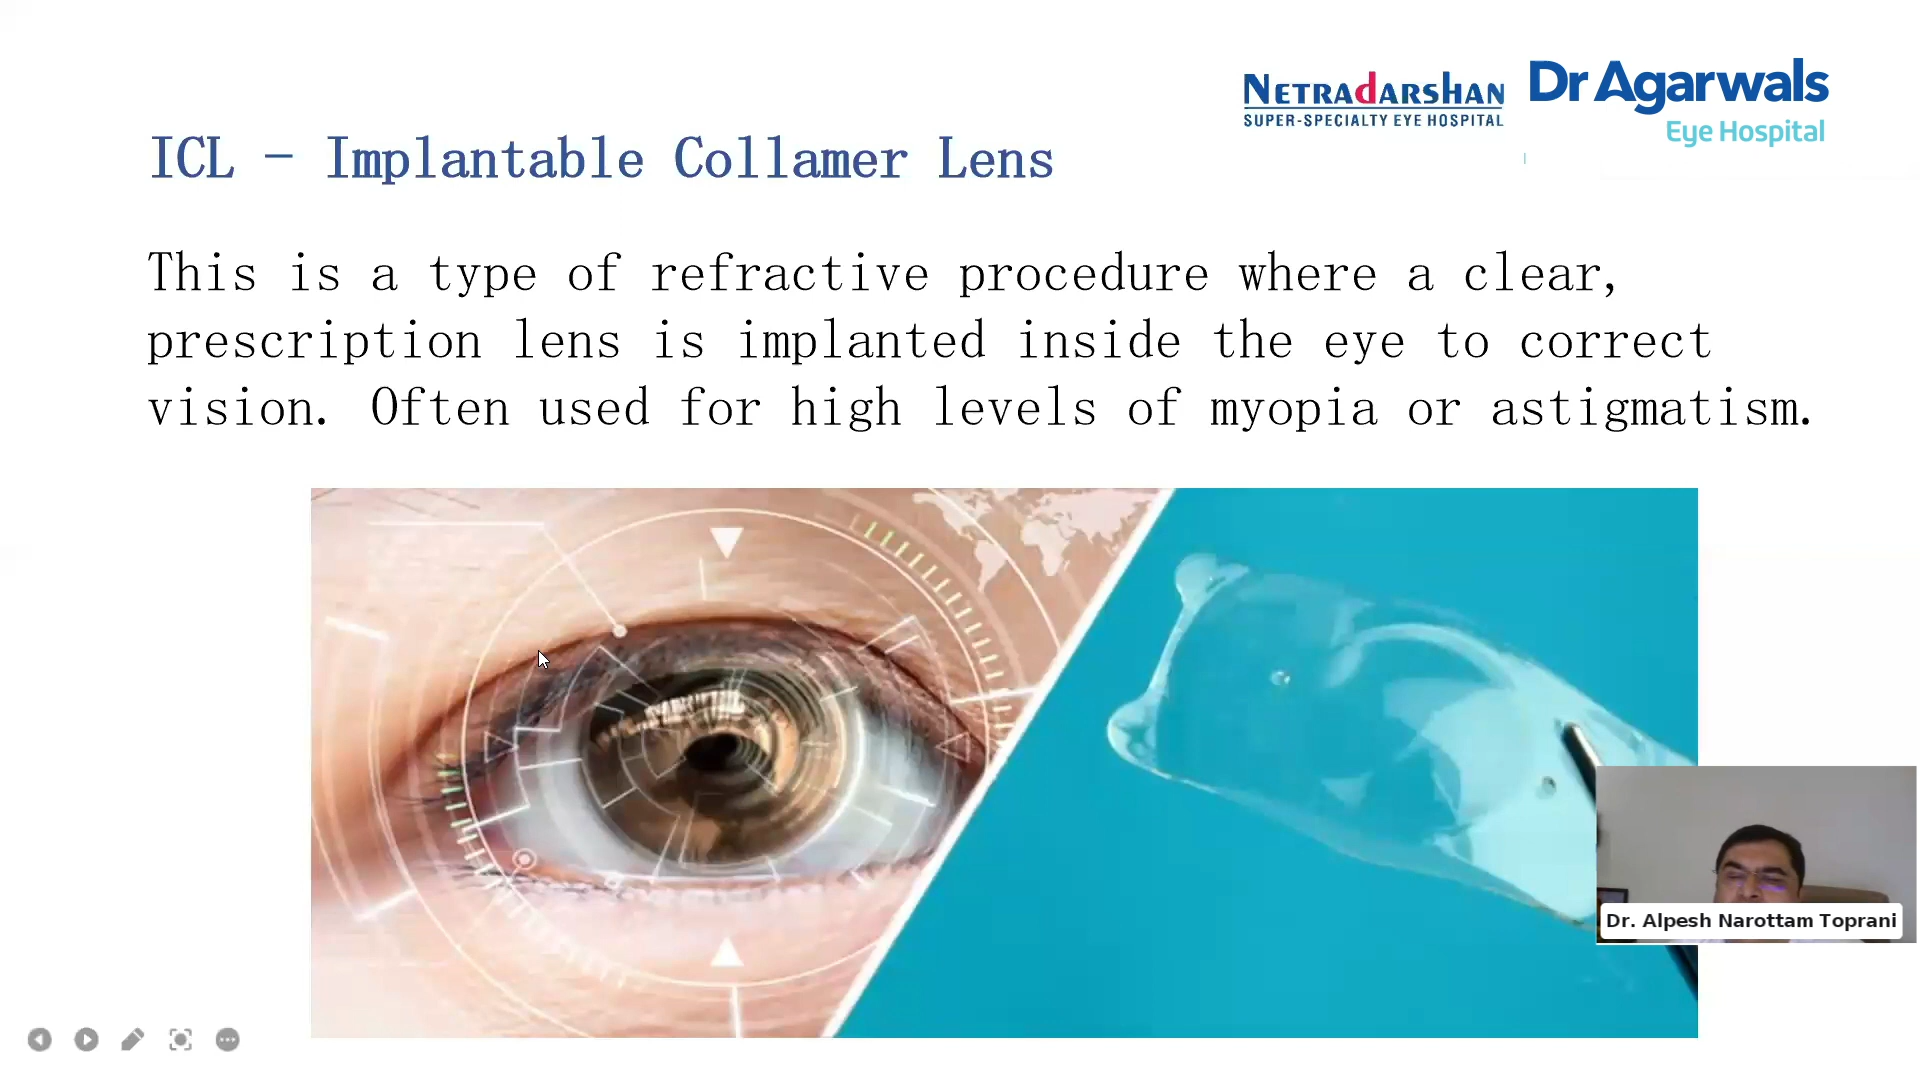 NETRADARSHAN
SUPER-SPECIALTY EYE HOSPITAL
Dr Agarwals
Eye Hospital
ICL - Implantable Collamer Lens
This is a type of refractive procedure where a clear,
prescription lens is implanted inside the eye to correct
vision. Often used for high levels of myopia or astigmatism.
Dr. Alpesh Narottam Toprani